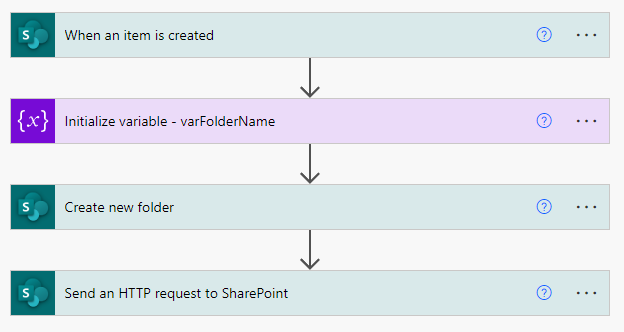 When an item is created
Initialize variable - varFolderName
Create new folder
Send an HTTP request to SharePoint